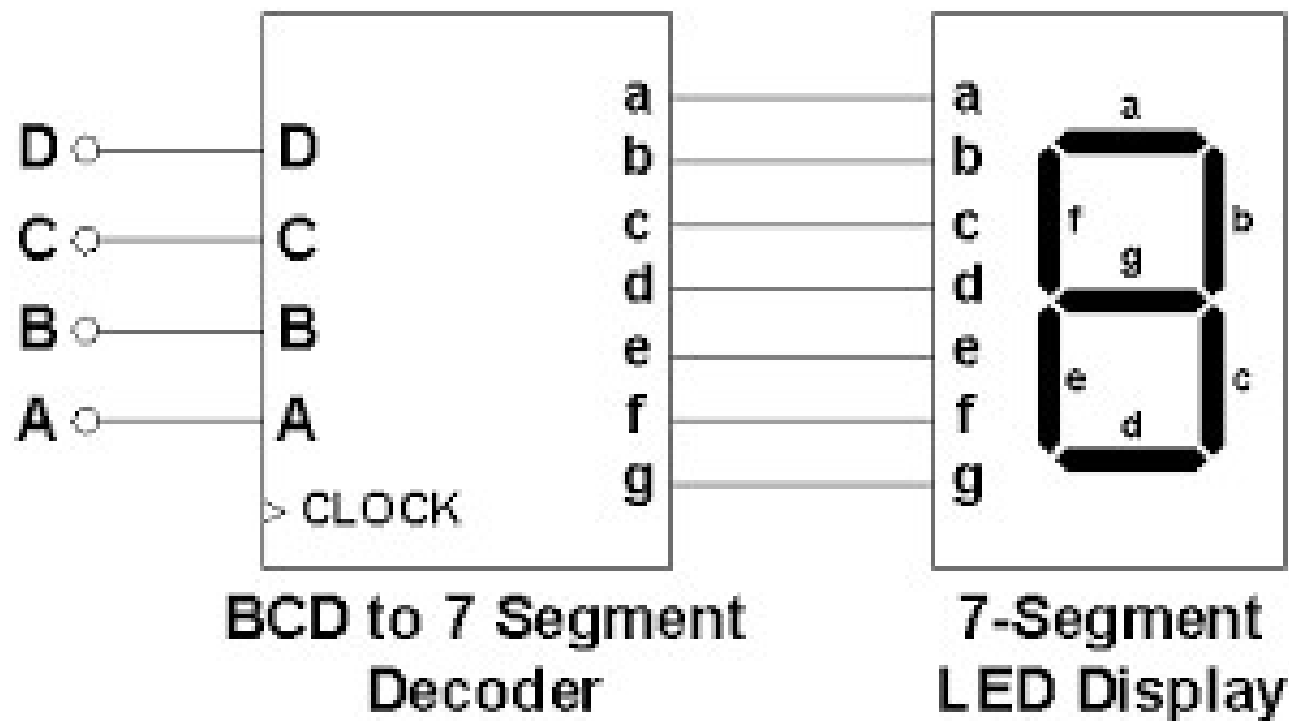 D D
C C
B B
A A
> CLOCK
a
b
c
d
e
f
g
BCD to 7 Segment
Decoder
a
b
c
d
e
f
g
a
f b
g
e c
d
7-Segment
LED Display